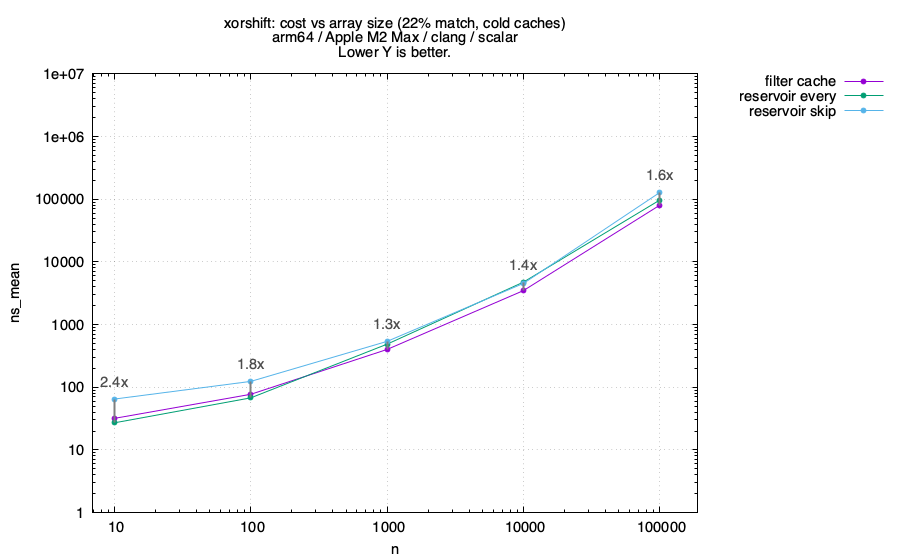 xorshift: cost vs array size (22% match, cold caches)
arm64 / Apple M2 Max / clang / scalar
Lower Y is better.
filter cache
reservoir every
reservoir skip
1e+07
1e+06
100000
10000
1000
100
10
1
ns_mean
2.4x
1.8x
1.3x
1.4x
1.6x
10
100
1000
10000
100000
n